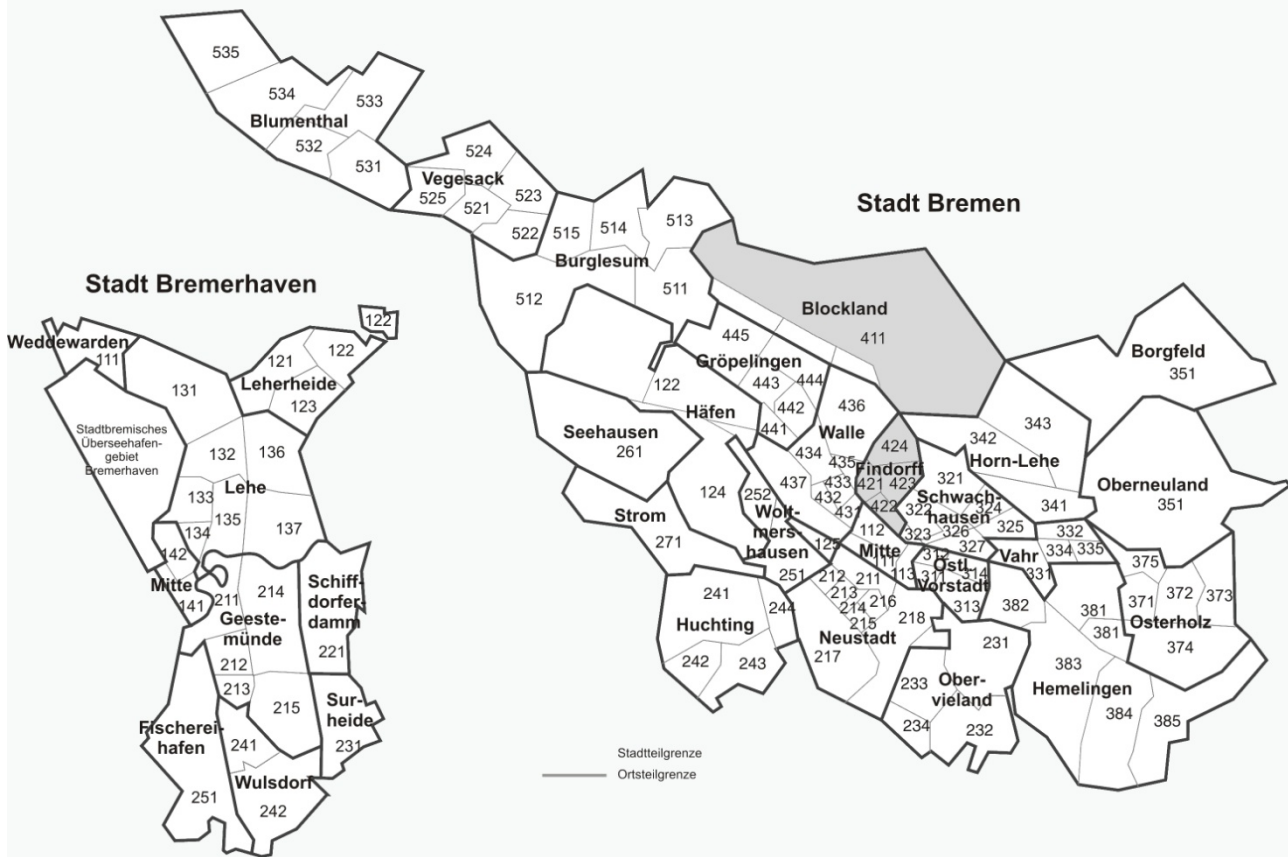 Stadt Bremen
Stadt Bremerhaven
535
534
533
Blumenthal
532
531
524
Vegesack
525
521
523
522
515
514
513
Burglesum
512
511
Blockland
411
445
Gröpelingen
443
444
122
442
Häfen
441
436
Walle
434
435
437
433
432
431
424
Findorff
421
423
422
Borgfeld
351
343
342
Horn-Lehe
341
Oberneuland
351
321
Schwach-
hausen
322
324
325
323
326
327
332
334
335
Vahr
331
Seehausen
261
124
252
Strom
271
Wolt-
mers-
hausen
125
251
112
Mitte
111
113
312
Östl.
311
314
Vorstadt
313
241
244
Huchting
242
243
212
211
213
214
216
215
218
Neustadt
217
231
233
Ober-
vieland
234
232
382
381
381
383
Hemelingen
384
385
375
371
372
373
Osterholz
374
Weddewarden
111
122
121
122
Leherheide
123
131
Stadtbremisches
Überseehafen-
gebiet
Bremerhaven
132
136
Lehe
133
135
134
137
142
Mitte
141
211
214
Geeste-
münde
212
213
215
Schiff-
dorfer-
damm
221
Sur-
heide
231
Fischerei-
hafen
251
241
Wulsdorf
242
Stadtteilgrenze
Ortsteilgrenze